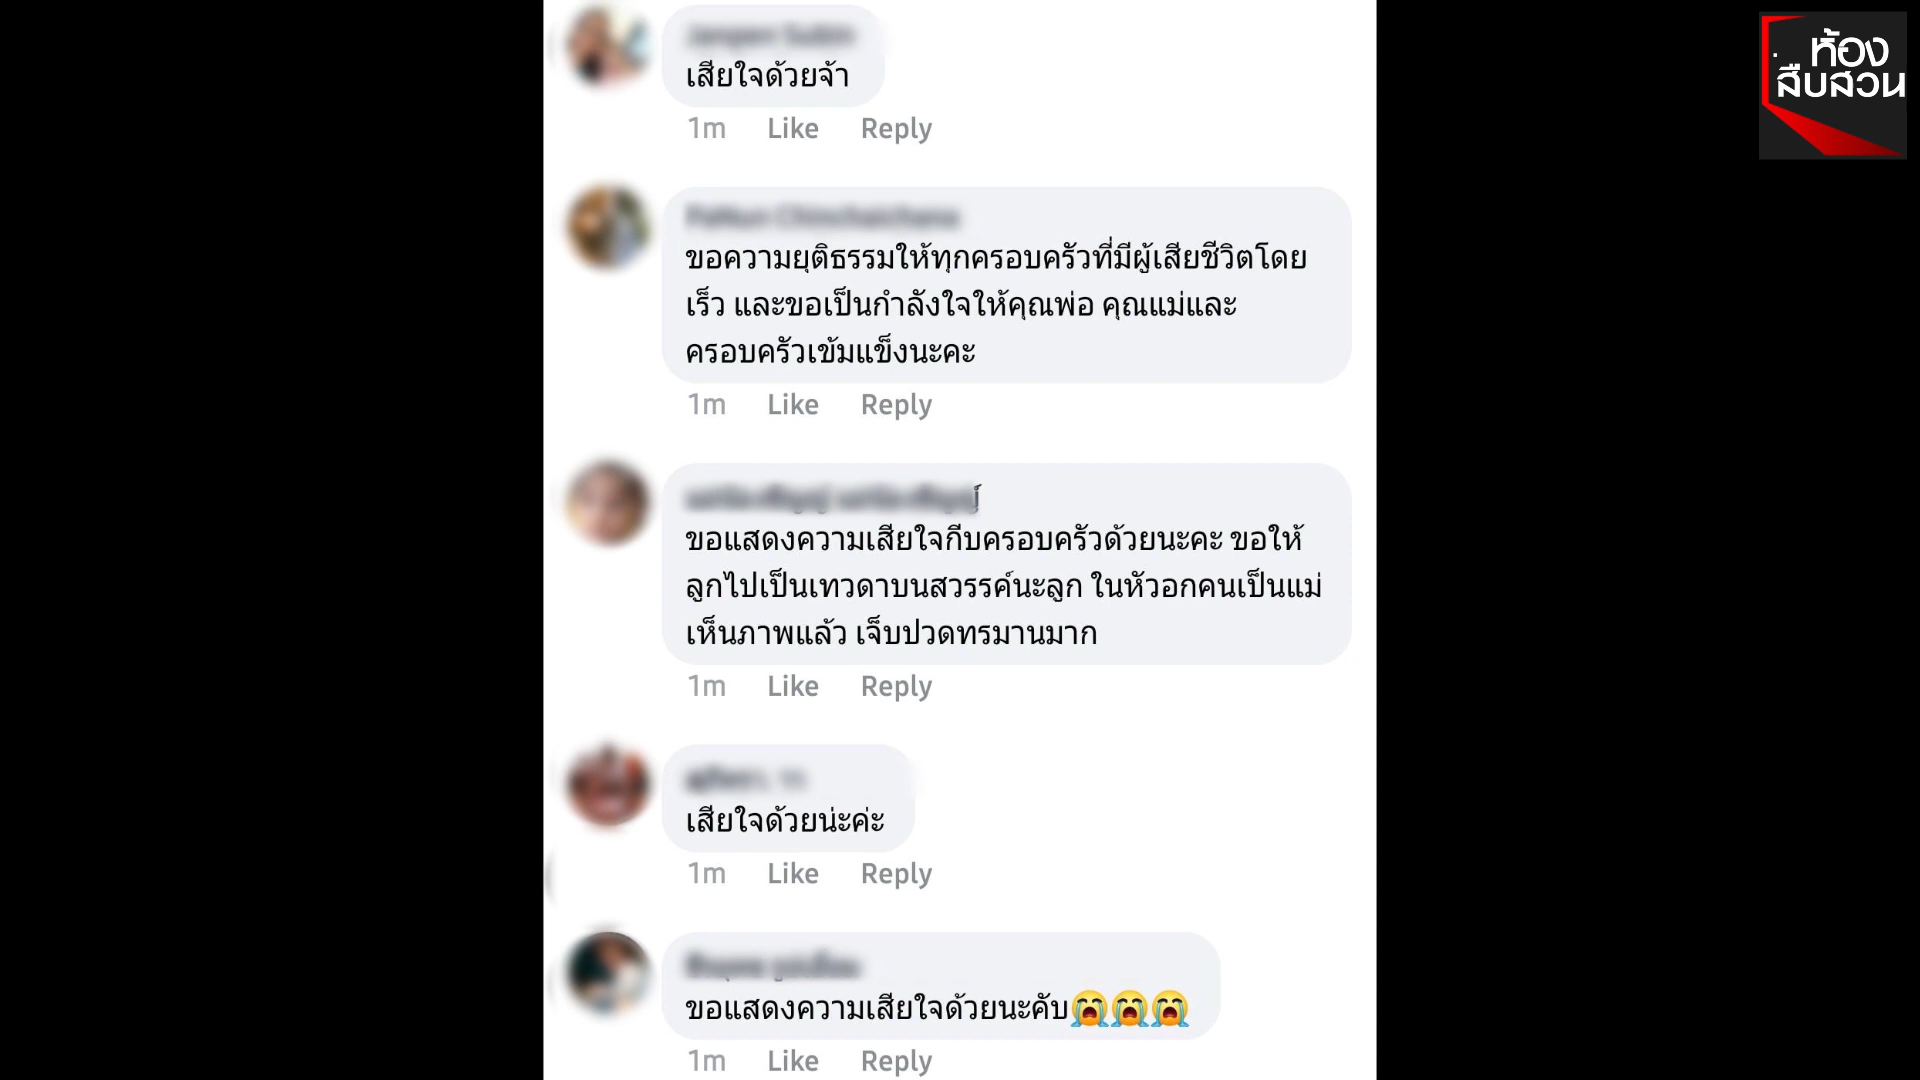 ห้อง
สืบสวน
เสียใจด้วยจ้า
1m Like Reply
ขอความยุติธรรมให้ทุกครอบครัวที่มีผู้เสียชีวิตโดย
เร็ว และขอเป็นกำลังใจให้คุณพ่อ คุณแม่และ
ครอบครัวเข้มแข็งนะคะ
1m Like Reply
ขอแสดงความเสียใจกีบครอบครัวด้วยนะคะ ขอให้
ลูกไปเป็นเทวดาบนสวรรค์นะลูก ในหัวอกคนเป็นแม่
เห็นภาพแล้ว เจ็บปวดทรมานมาก
1m Like Reply
เสียใจด้วยน่ะค่ะ
1m Like Reply
ขอแสดงความเสียใจด้วยนะคับ😭😭😭
1m Like Reply